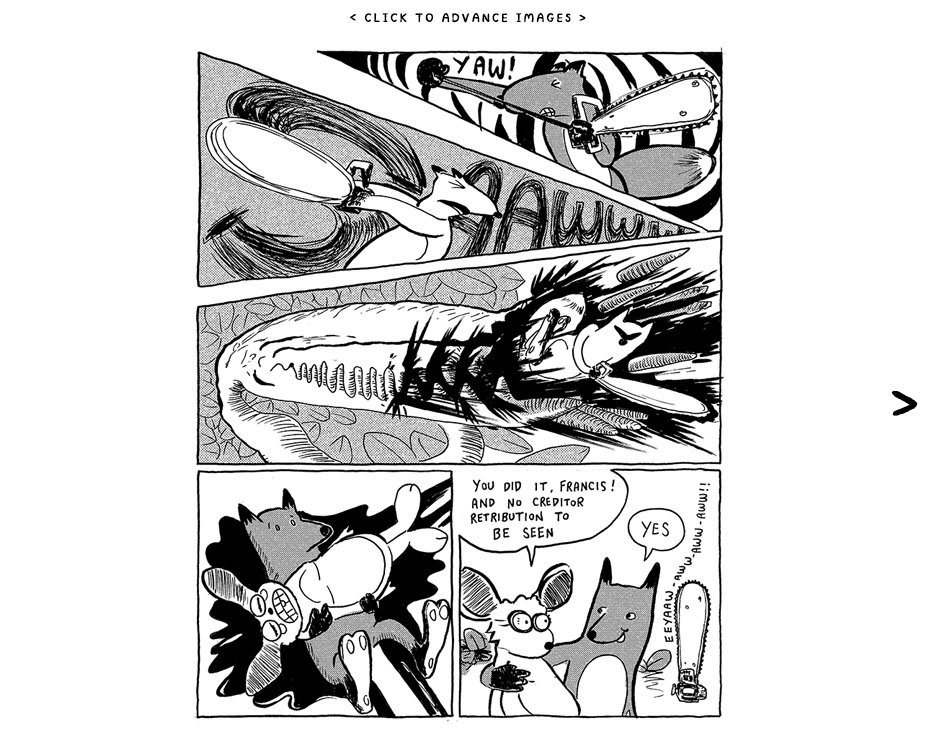 < CLICK TO ADVANCE IMAGES >
YAW!
AAWWW
YOU DID IT, FRANCIS!
AND NO CREDITOR
RETRIBUTION TO
BE SEEN
YES
EEYAAW-AWW-AWW-AWW!!
>